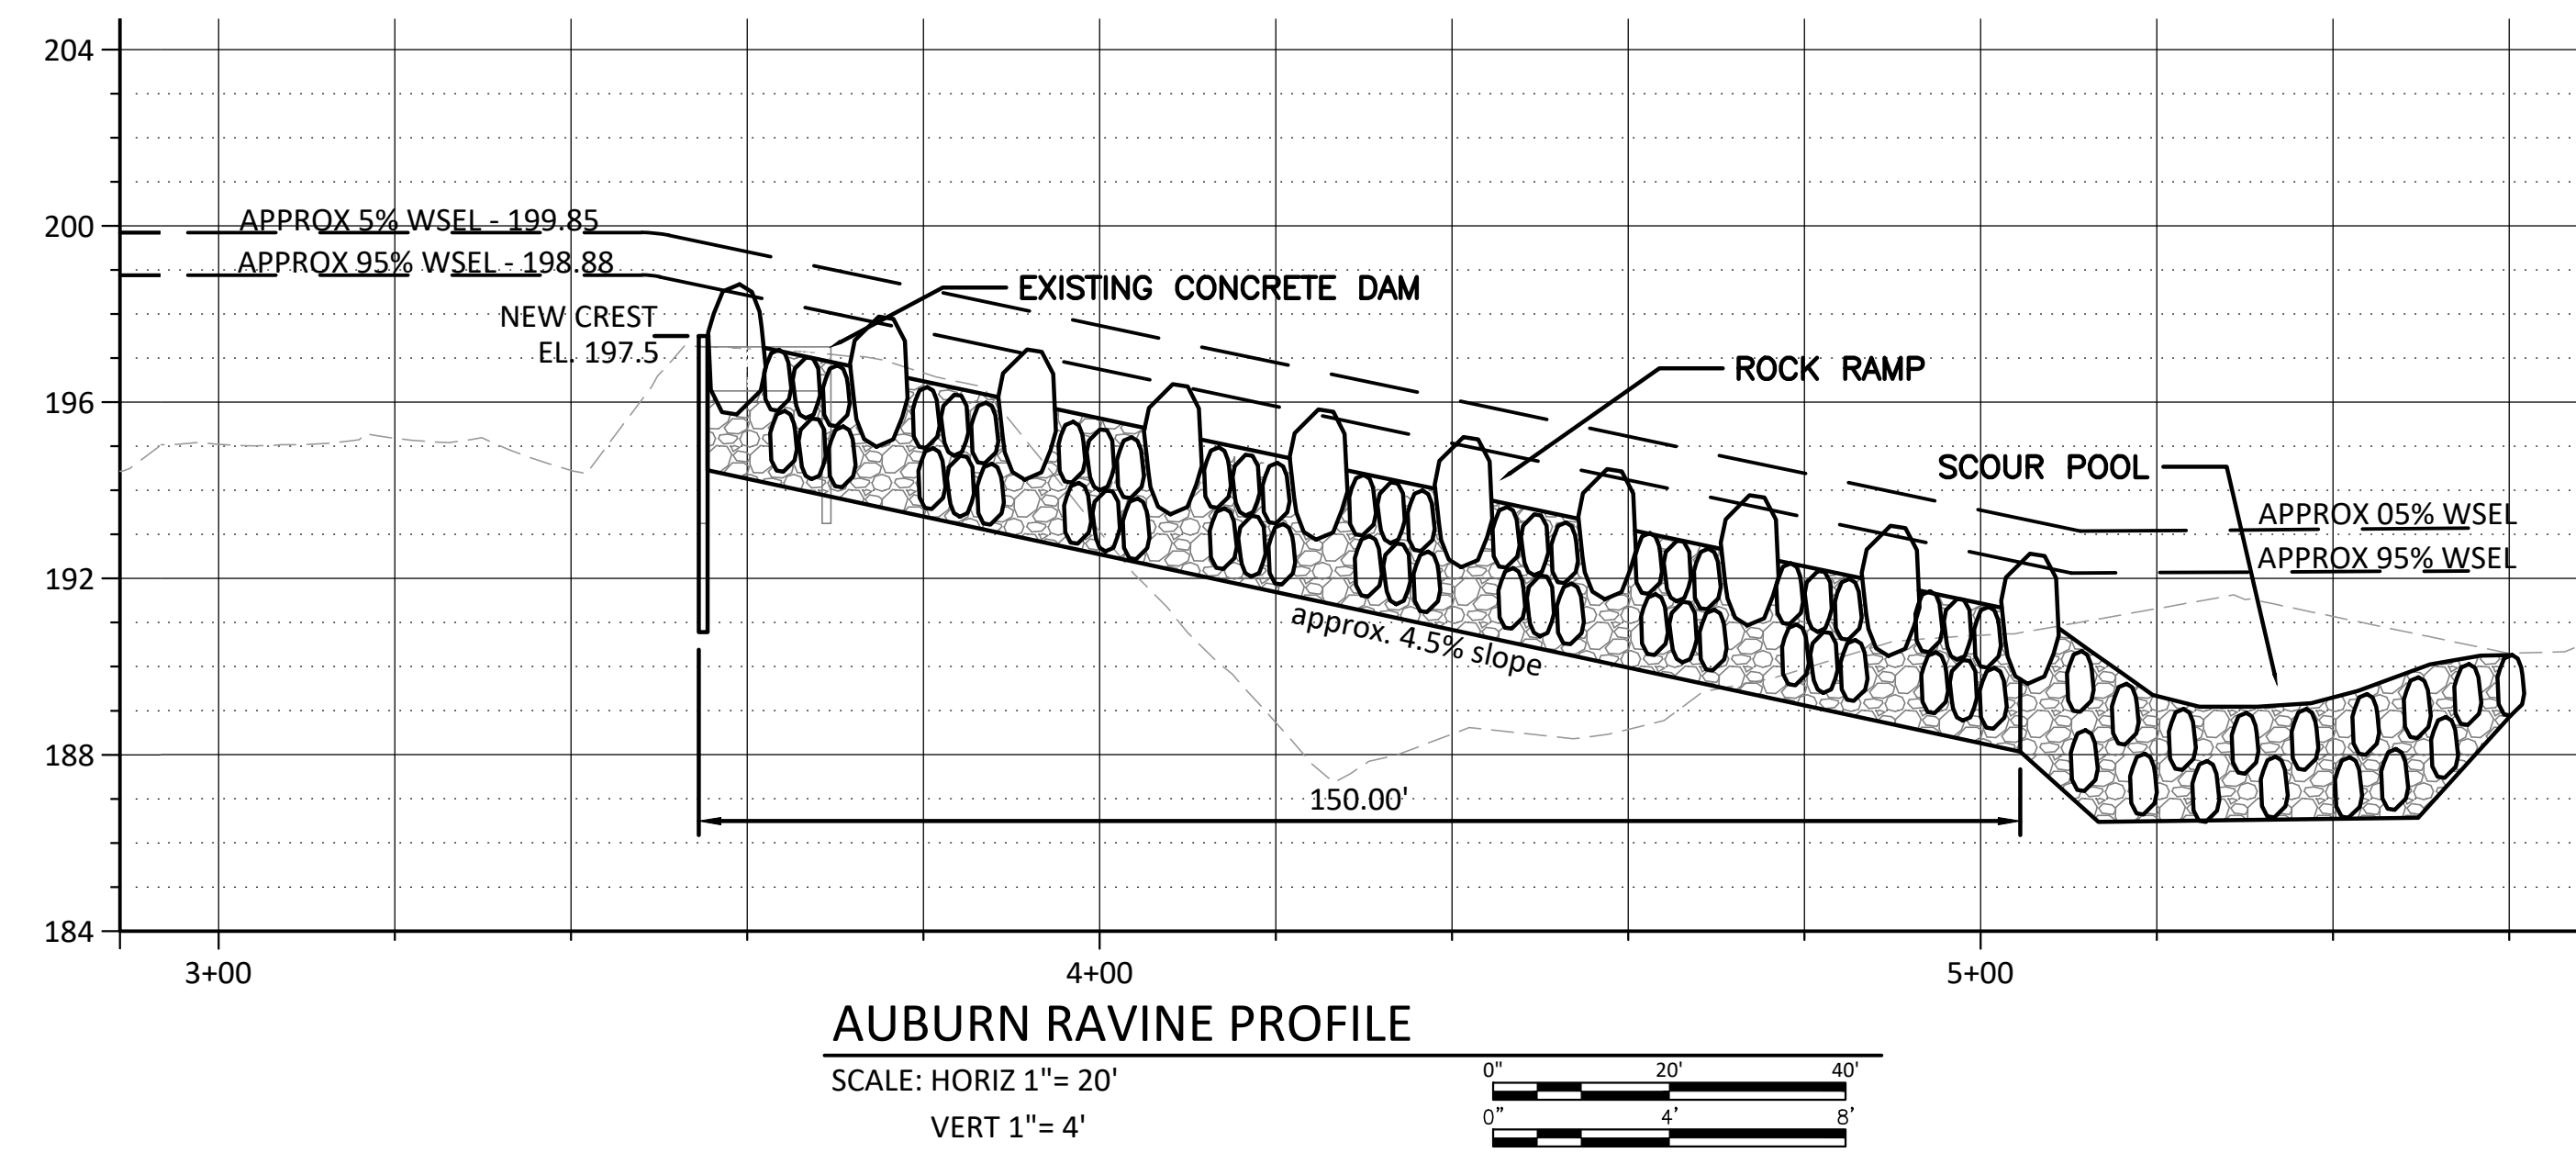 204
200
196
192
188
184
APPROX 5% WSEL - 199.85
APPROX 95% WSEL - 198.88
NEW CREST
EL. 197.5
EXISTING CONCRETE DAM
ROCK RAMP
SCOUR POOL
APPROX 05% WSEL
APPROX 95% WSEL
approx. 4.5% slope
150.00'
3+00
4+00
5+00
AUBURN RAVINE PROFILE
SCALE: HORIZ 1"= 20'
VERT 1"= 4'
0" 20' 40'
0" 4' 8'